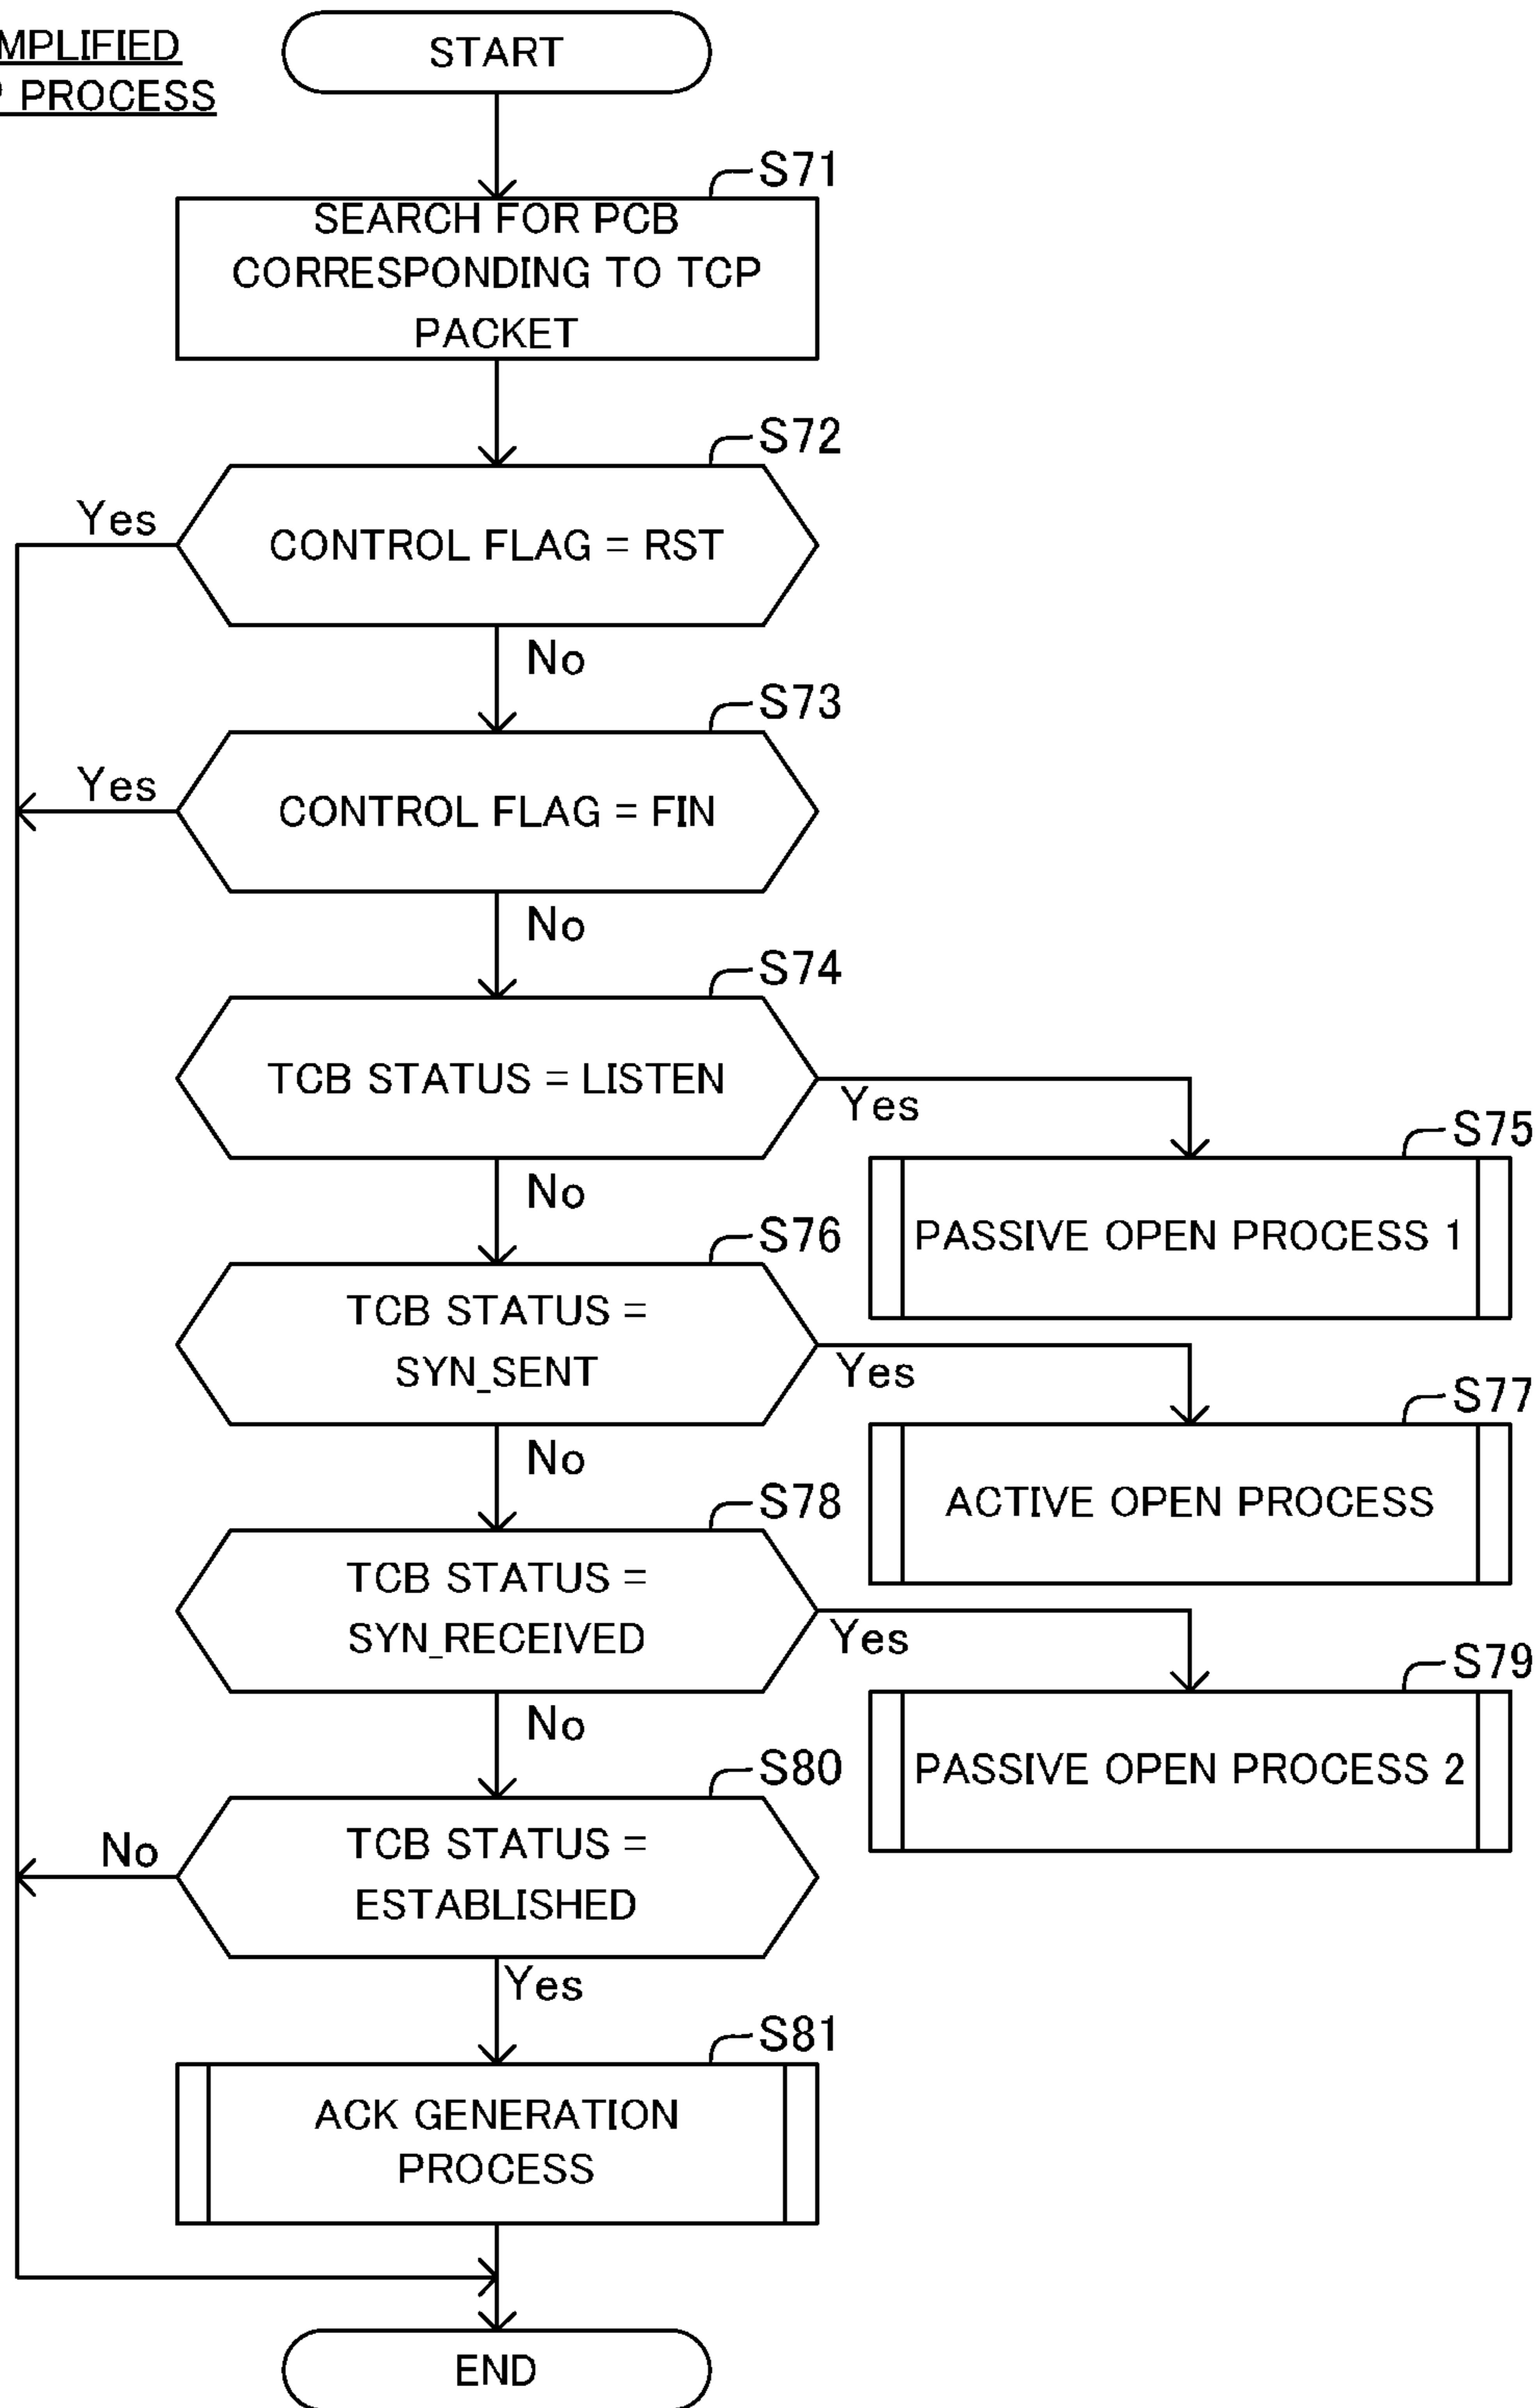 MPLIFIED
PROCESS
START
S71
SEARCH FOR PCB
CORRESPONDING TO TCP
PACKET
S72
Yes
CONTROL FLAG = RST
No
S73
Yes
CONTROL FLAG = FIN
No
S74
TCB STATUS = LISTEN
Yes
S75
No
PASSIVE OPEN PROCESS 1
S76
TCB STATUS =
SYN_SENT
Yes
S77
No
ACTIVE OPEN PROCESS
S78
TCB STATUS =
SYN_RECEIVED
Yes
S79
No
PASSIVE OPEN PROCESS 2
S80
No
TCB STATUS =
ESTABLISHED
Yes
S81
ACK GENERATION
PROCESS
END